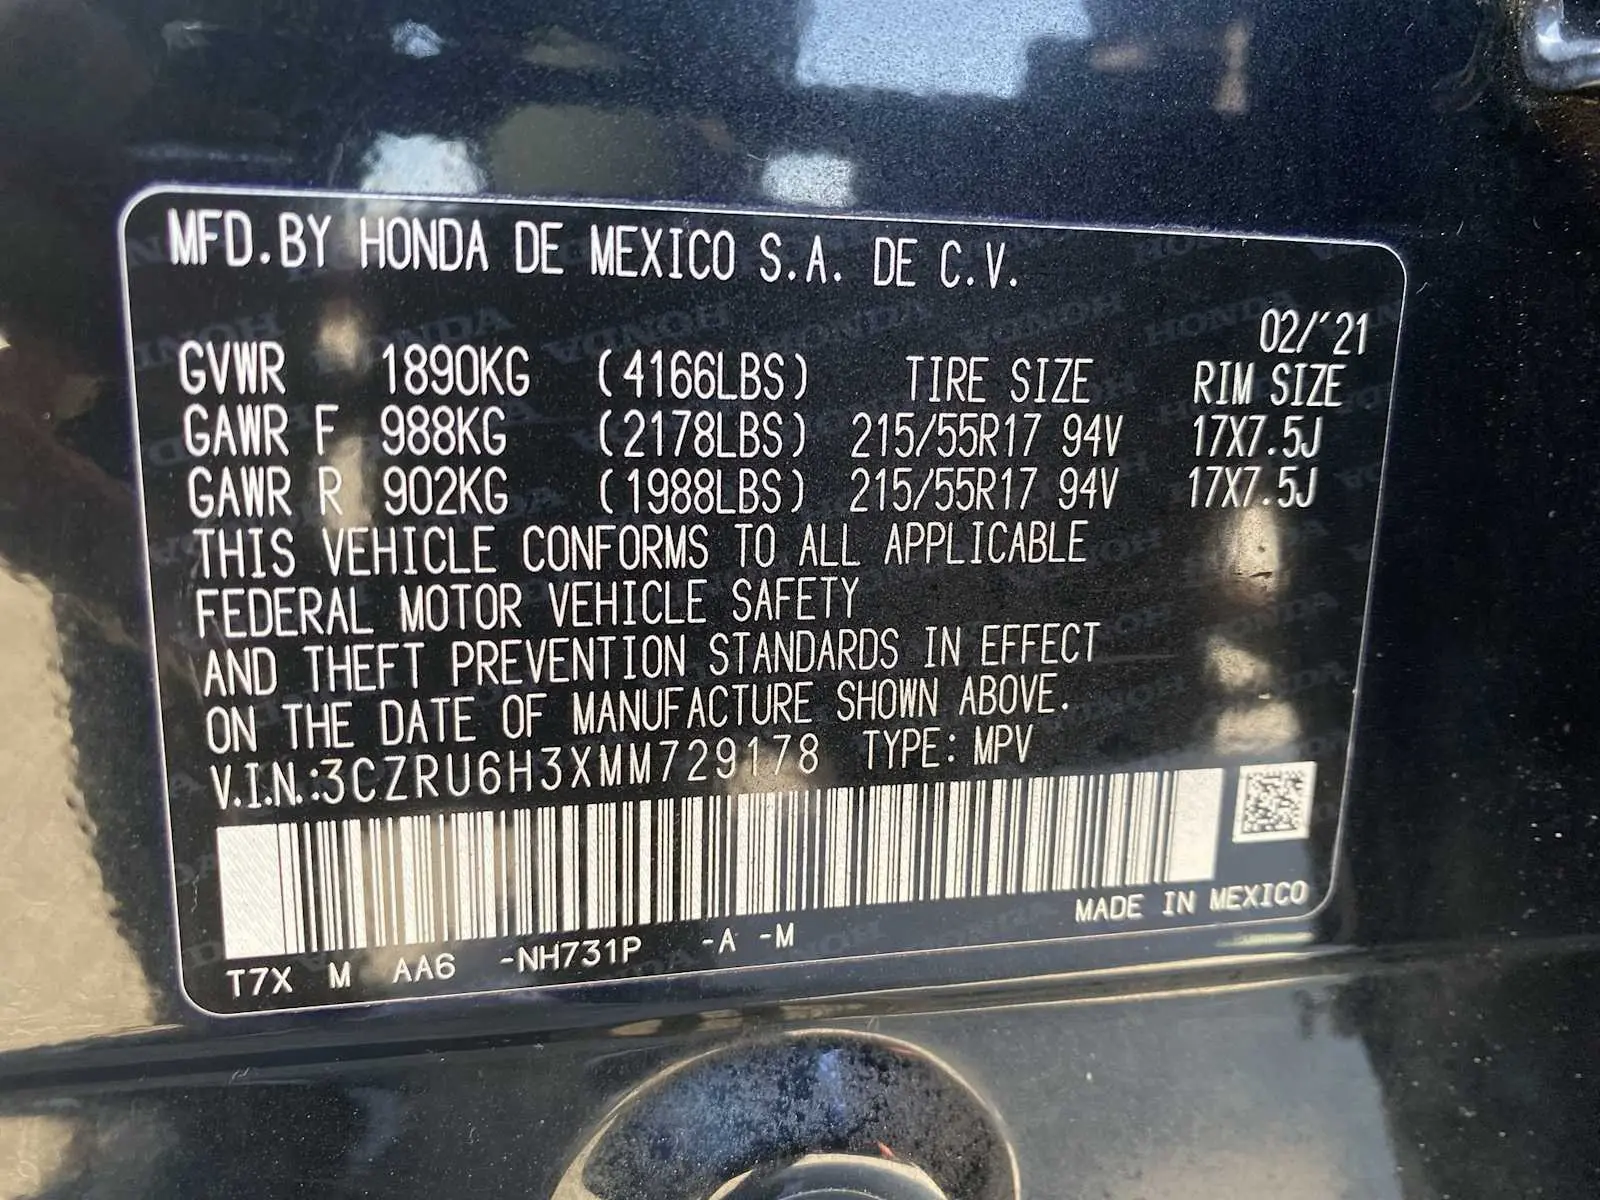 MFD.BY HONDA DE MEXICO S.A. DE C.V.
02/'21
GVWR 1890KG (4166LBS) TIRE SIZE RIM SIZE
GAWR F 988KG (2178LBS) 215/55R17 94V 17X7.5J
GAWR R 902KG (1988LBS) 215/55R17 94V 17X7.5J
THIS VEHICLE CONFORMS TO ALL APPLICABLE
FEDERAL MOTOR VEHICLE SAFETY
AND THEFT PREVENTION STANDARDS IN EFFECT
ON THE DATE OF MANUFACTURE SHOWN ABOVE.
V.I.N.:3CZRU6H3XMM729178 TYPE: MPV
MADE IN MEXICO
T7X M AA6 -NH731P -A -M